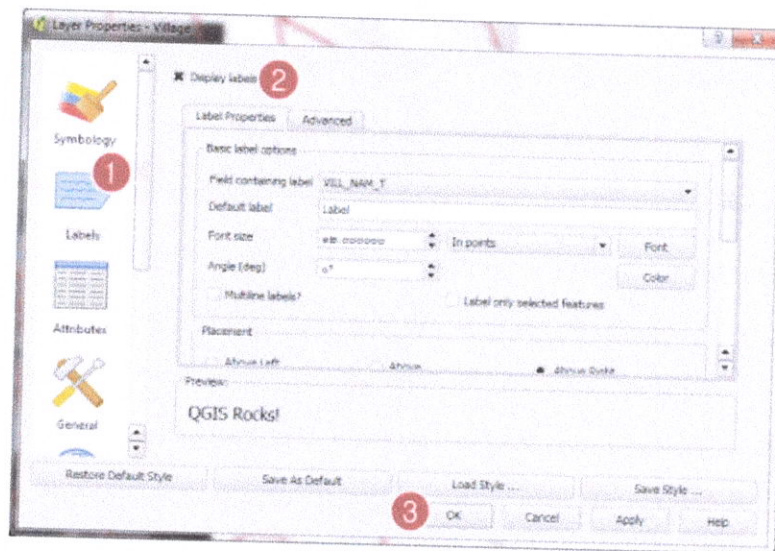 Layer Properties - Village
Display labels
2
Label Properties
Advanced
Symbology
Basic label options
1
Field containing label
VILL_NAM_T
Default label
Label
Labels
Font size
In points
Font
Angle (deg)
Color
Multiline labels?
Label only selected features
Attributes
Placement
Above Left
Above
Above Right
Preview:
QGIS Rocks!
General
Restore Default Style
Save As Default
Load Style ...
Save Style ...
3
OK
Cancel
Apply
Help